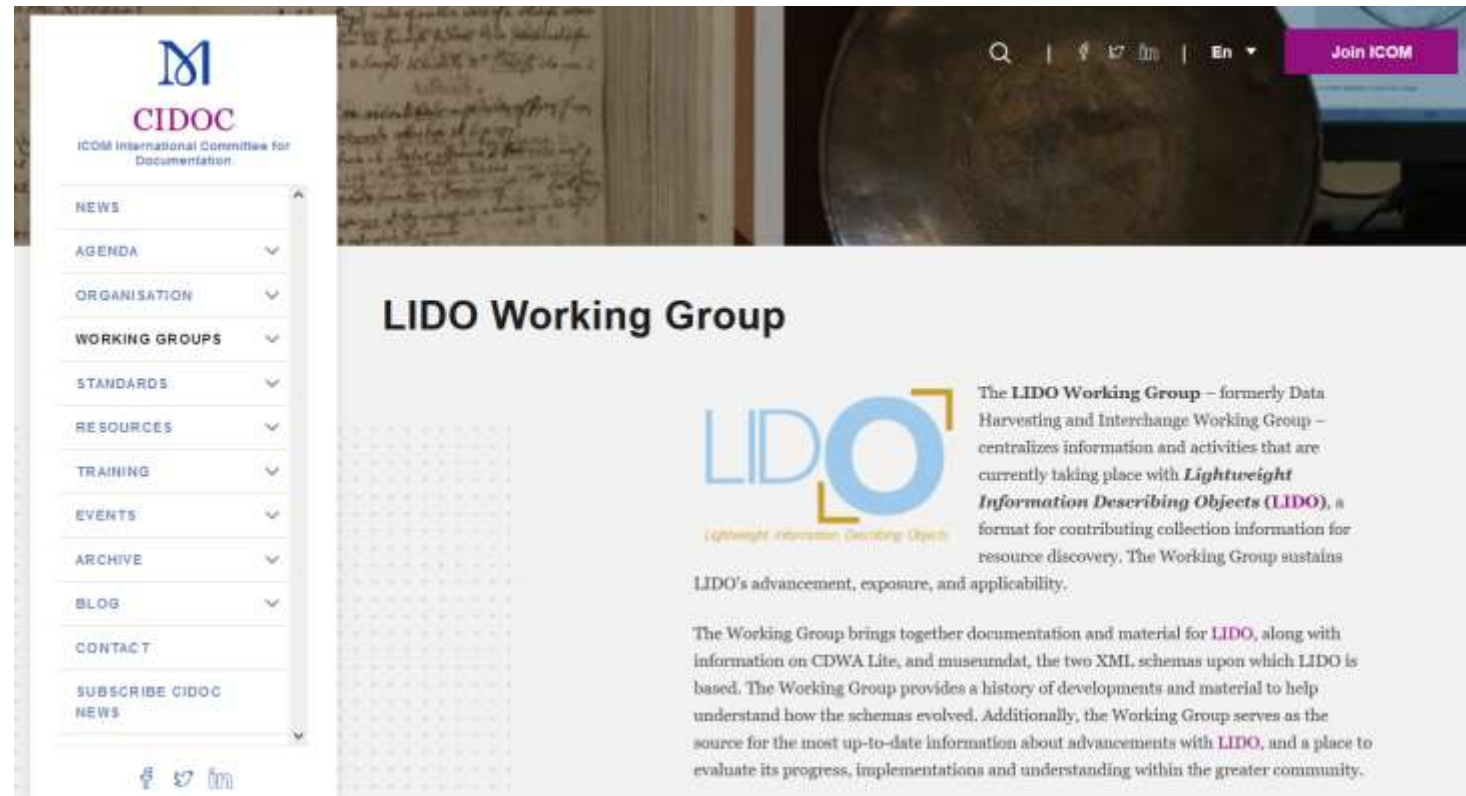 CIDOC
ICOM International Committee for
Documentation
NEWS
AGENDA
ORGANISATION
WORKING GROUPS
STANDARDS
RESOURCES
TRAINING
EVENTS
ARCHIVE
BLOG
CONTACT
SUBSCRIBE CIDOC
NEWS
En
Join ICOM
LIDO Working Group
LIDO
Lightweight Information Describing Objects
The LIDO Working Group – formerly Data
Harvesting and Interchange Working Group –
centralizes information and activities that are
currently taking place with Lightweight
Information Describing Objects (LIDO), a
format for contributing collection information for
resource discovery. The Working Group sustains
LIDO's advancement, exposure, and applicability.
The Working Group brings together documentation and material for LIDO, along with
information on CDWA Lite, and museumdat, the two XML schemas upon which LIDO is
based. The Working Group provides a history of developments and material to help
understand how the schemas evolved. Additionally, the Working Group serves as the
source for the most up-to-date information about advancements with LIDO, and a place to
evaluate its progress, implementations and understanding within the greater community.